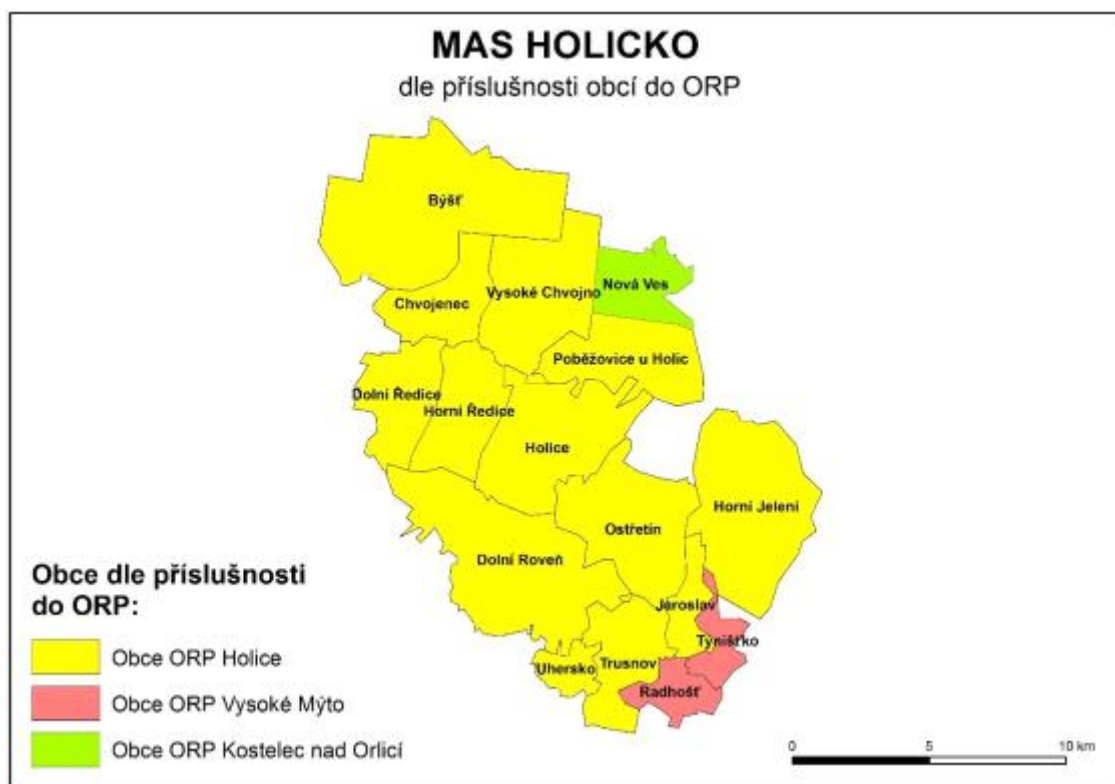 MAS HOLICKO
dle příslušnosti obcí do ORP
Býšť
Nová Ves
Vysoké Chvojno
Chvojenec
Poběžovice u Holic
Dolní Ředice
Horní Ředice
Holice
Horní Jelení
Ostřetín
Dolní Roveň
Jaroslav
Týnišťko
Uhersko
Trusnov
Radhošť
Obce dle příslušnosti
do ORP:
Obce ORP Holice
Obce ORP Vysoké Mýto
Obce ORP Kostelec nad Orlicí
0 5 10 km